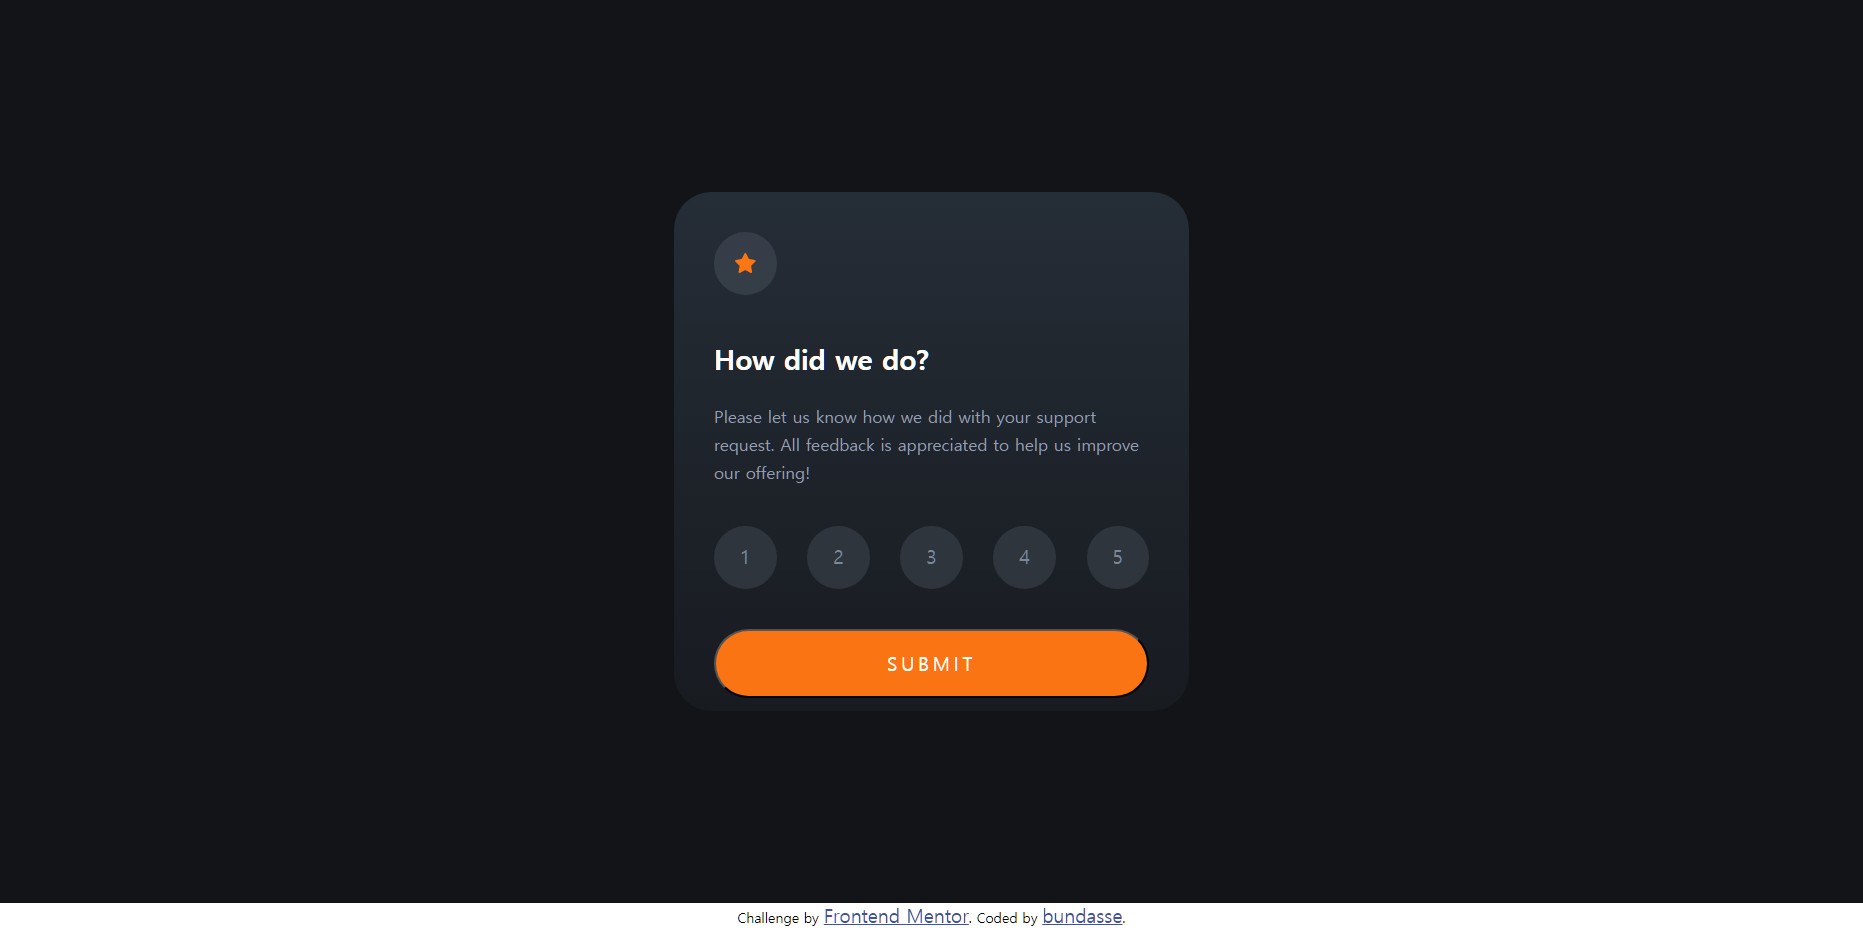 How did we do?
Please let us know how we did with your support
request. All feedback is appreciated to help us improve
our offering!
1 2 3 4 5
SUBMIT
Challenge by Frontend Mentor. Coded by bundasse.